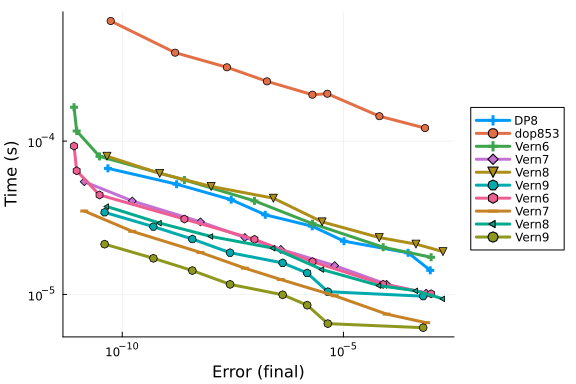 10⁻⁴
10⁻⁵
Time (s)
10⁻¹⁰
10⁻⁵
Error (final)
DP8
dop853
Vern6
Vern7
Vern8
Vern9
Vern6
Vern7
Vern8
Vern9